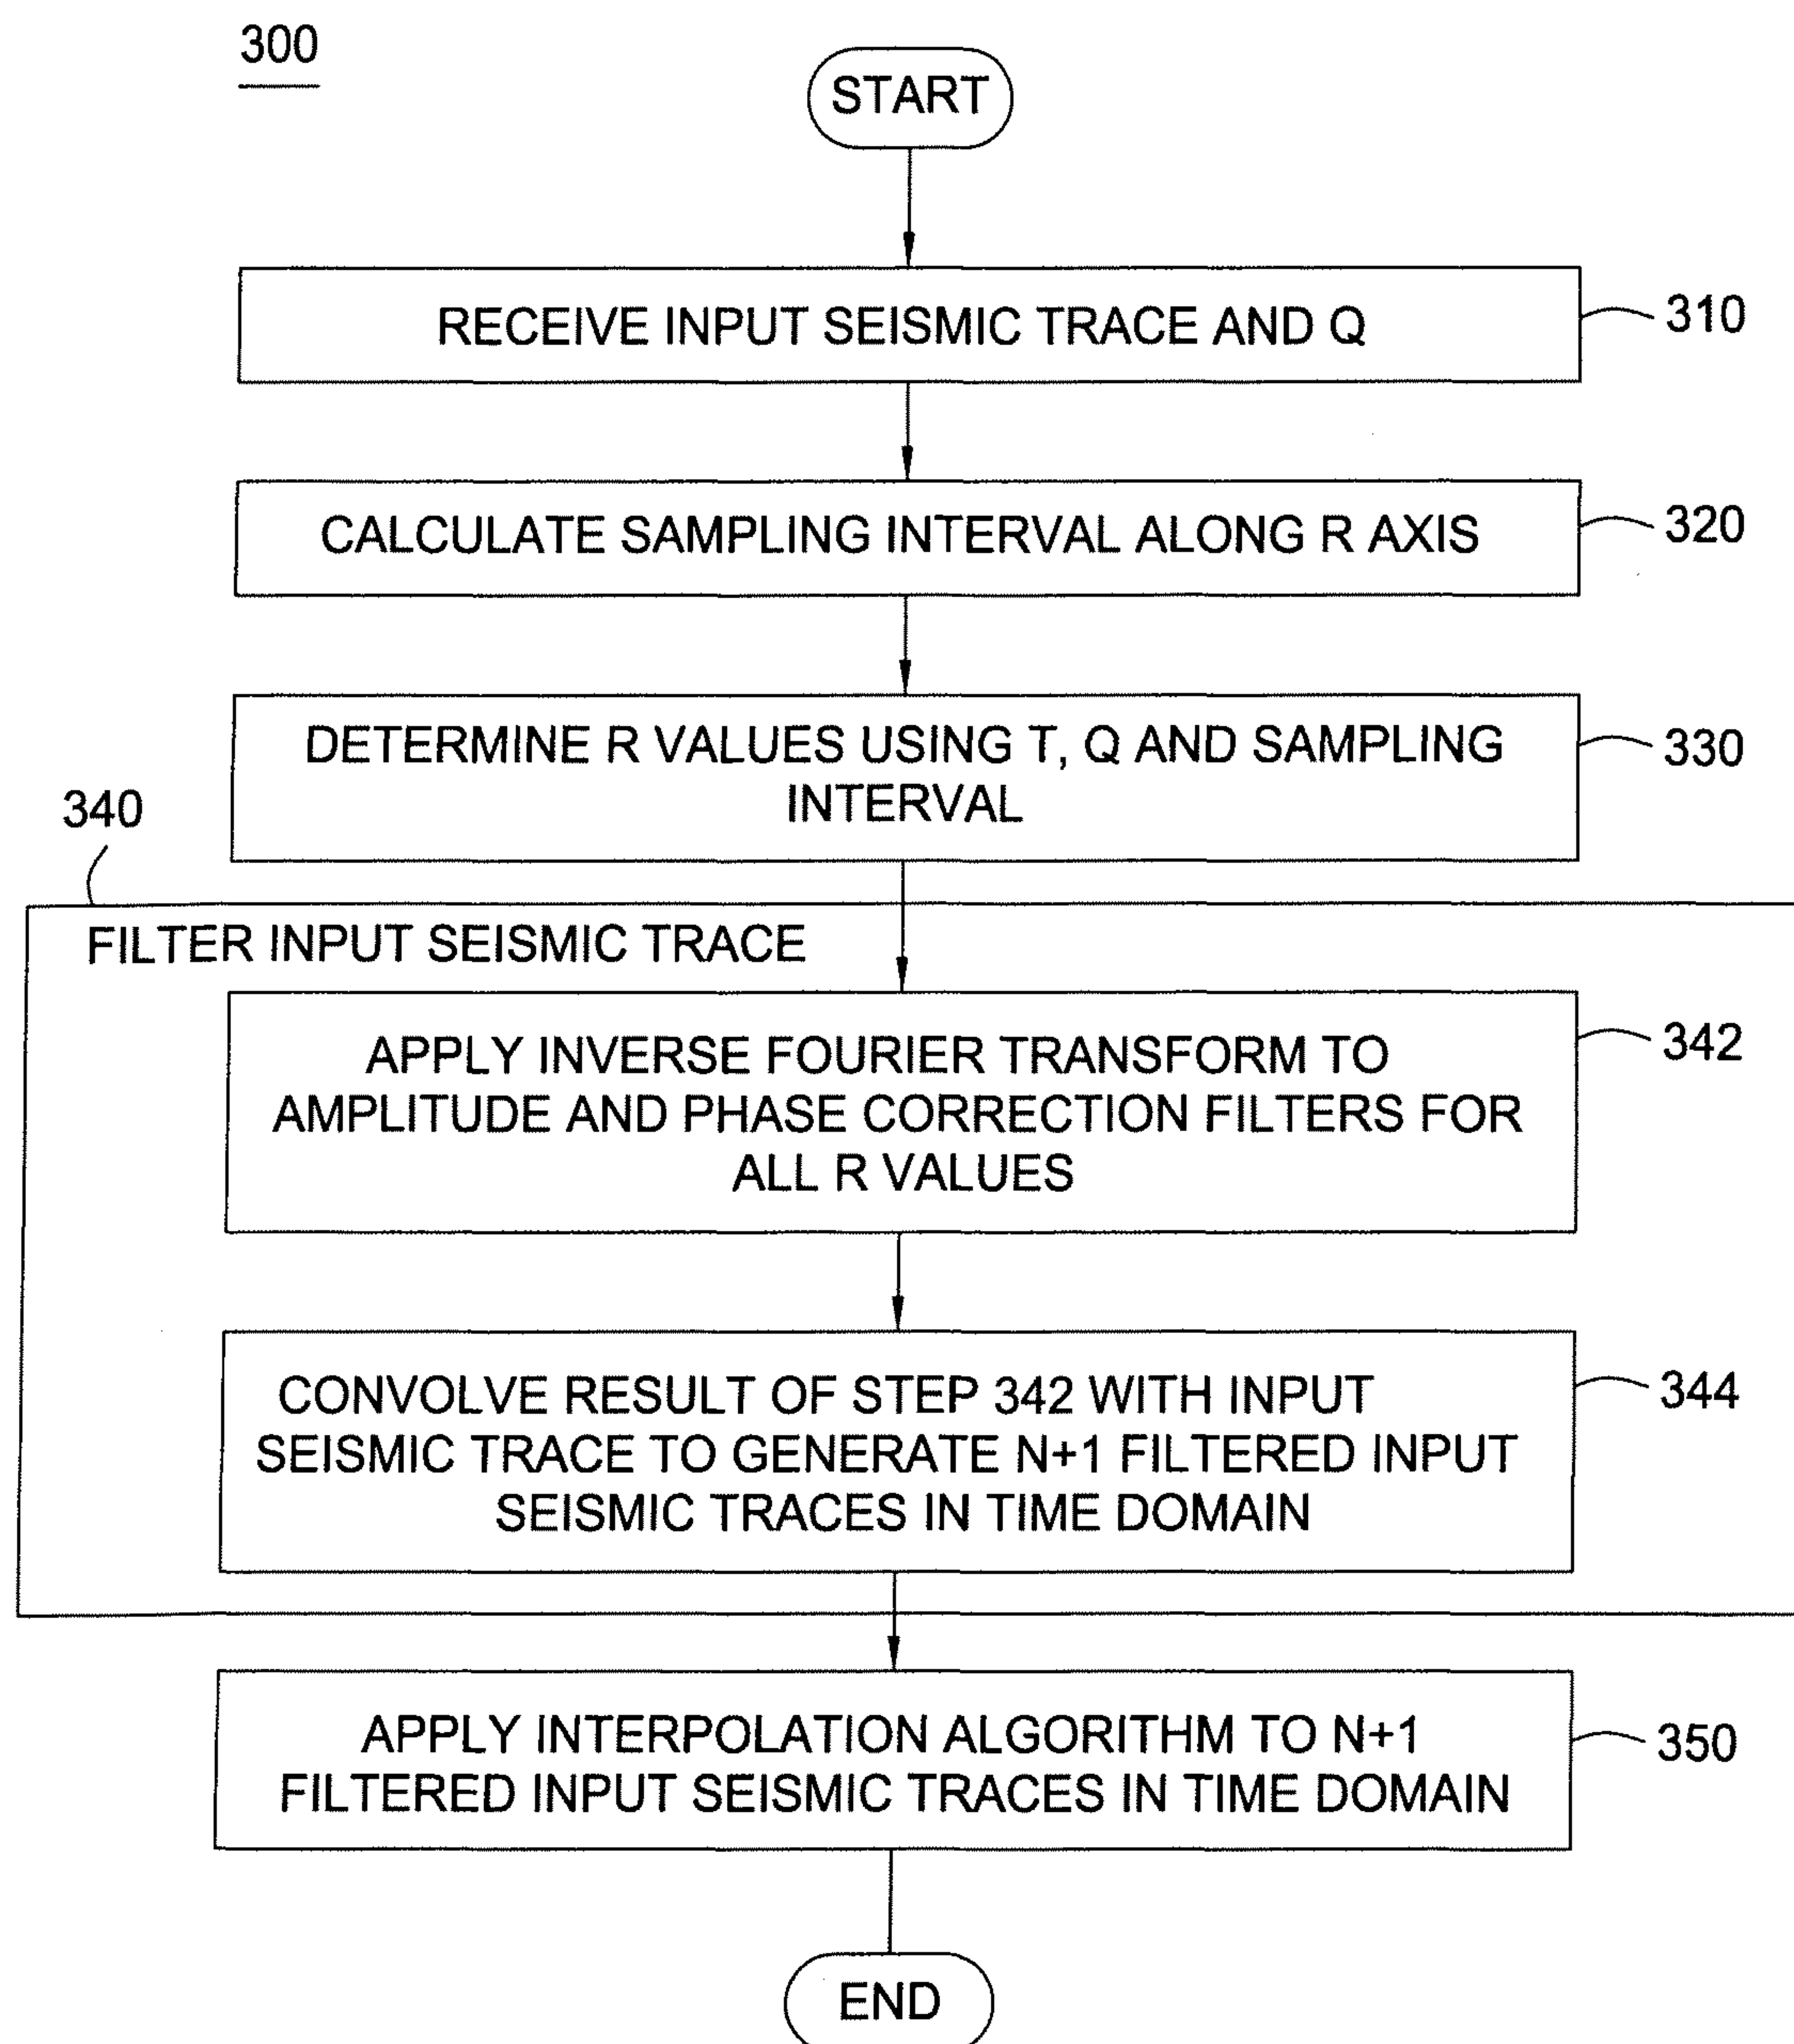 300
START
RECEIVE INPUT SEISMIC TRACE AND Q
310
CALCULATE SAMPLING INTERVAL ALONG R AXIS
320
DETERMINE R VALUES USING T, Q AND SAMPLING
INTERVAL
330
340
FILTER INPUT SEISMIC TRACE
APPLY INVERSE FOURIER TRANSFORM TO
AMPLITUDE AND PHASE CORRECTION FILTERS FOR
ALL R VALUES
342
CONVOLVE RESULT OF STEP 342 WITH INPUT
SEISMIC TRACE TO GENERATE N+1 FILTERED INPUT
SEISMIC TRACES IN TIME DOMAIN
344
APPLY INTERPOLATION ALGORITHM TO N+1
FILTERED INPUT SEISMIC TRACES IN TIME DOMAIN
350
END